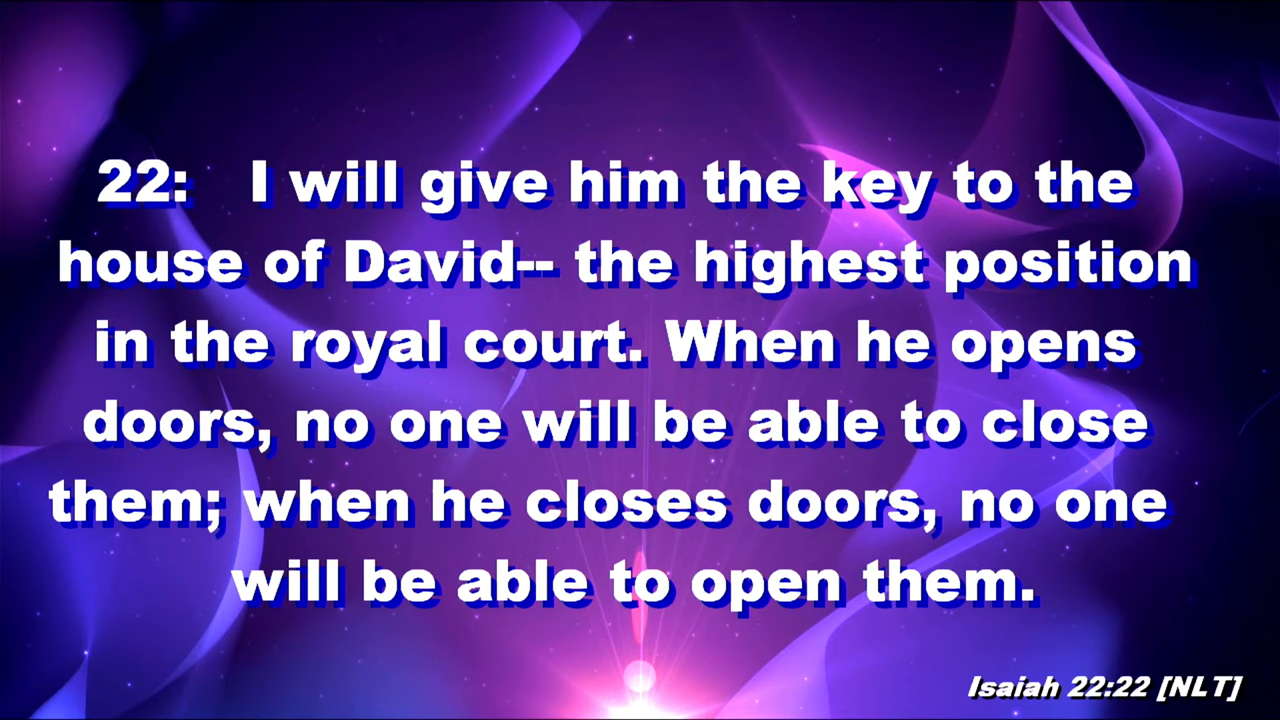 22: I will give him the key to the
house of David-- the highest position
in the royal court. When he opens
doors, no one will be able to close
them; when he closes doors, no one
will be able to open them.
Isaiah 22:22 [NLT]